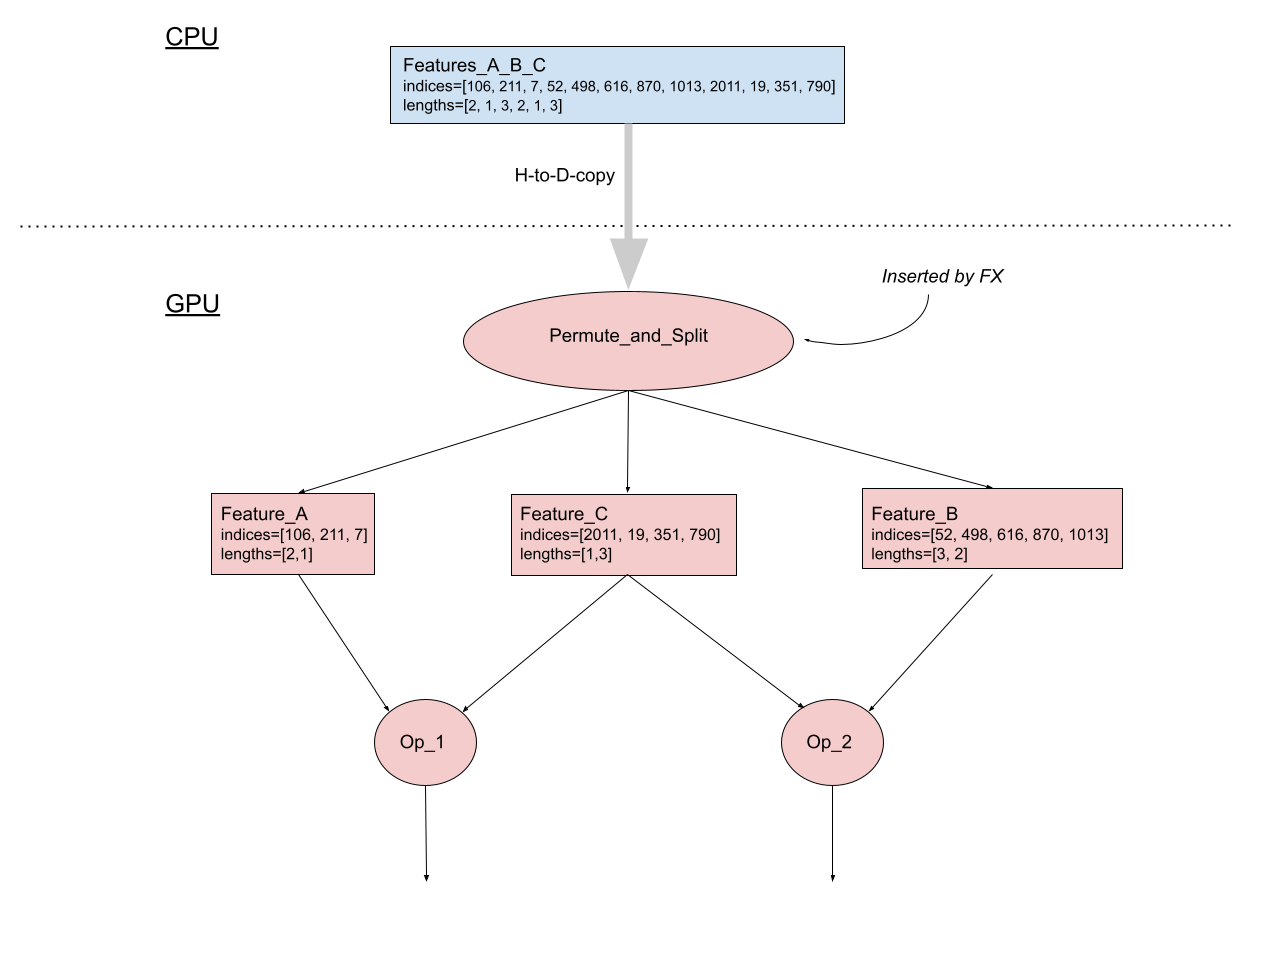 CPU
Features_A_B_C
indices=[106, 211, 7, 52, 498, 616, 870, 1013, 2011, 19, 351, 790]
lengths=[2, 1, 3, 2, 1, 3]
H-to-D-copy
Inserted by FX
GPU
Permute_and_Split
Feature_A
indices=[106, 211, 7]
lengths=[2,1]
Feature_C
indices=[2011, 19, 351, 790]
lengths=[1,3]
Feature_B
indices=[52, 498, 616, 870, 1013]
lengths=[3, 2]
Op_1
Op_2